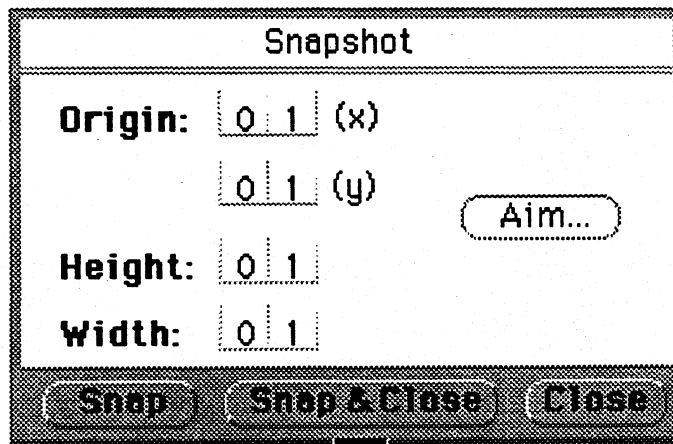 Snapshot
Origin: 0 1 (x)
0 1 (y)
Aim...
Height: 0 1
Width: 0 1
Snap Snap & Close Close